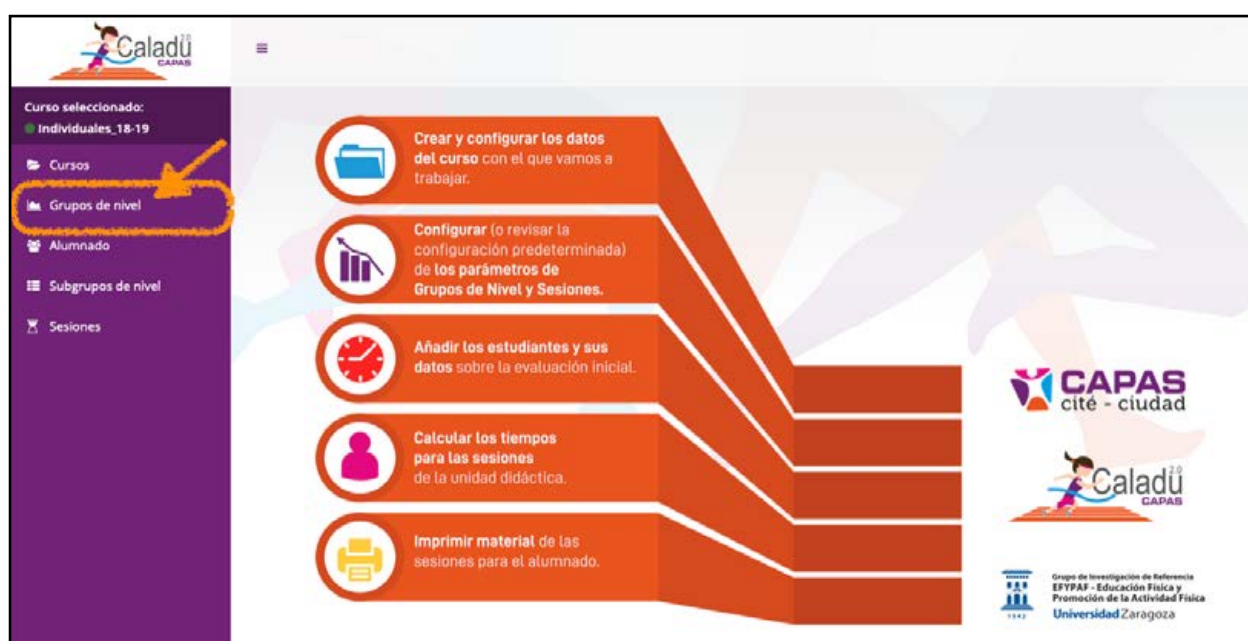 Caladü 2.0
CAPAS
Curso seleccionado:
Individuales_18-19
Cursos
Grupos de nivel
Alumnado
Subgrupos de nivel
Sesiones
Crear y configurar los datos
del curso con el que vamos a
trabajar.
Configurar (o revisar la
configuración predeterminada)
de los parámetros de
Grupos de Nivel y Sesiones.
Añadir los estudiantes y sus
datos sobre la evaluación inicial.
Calcular los tiempos
para las sesiones
de la unidad didáctica.
Imprimir material de las
sesiones para el alumnado.
CAPAS
cité - ciudad
Caladü 2.0
CAPAS
Grupo de Investigación de Referencia
EFYPAF - Educación Física y
Promoción de la Actividad Física
Universidad Zaragoza
1542